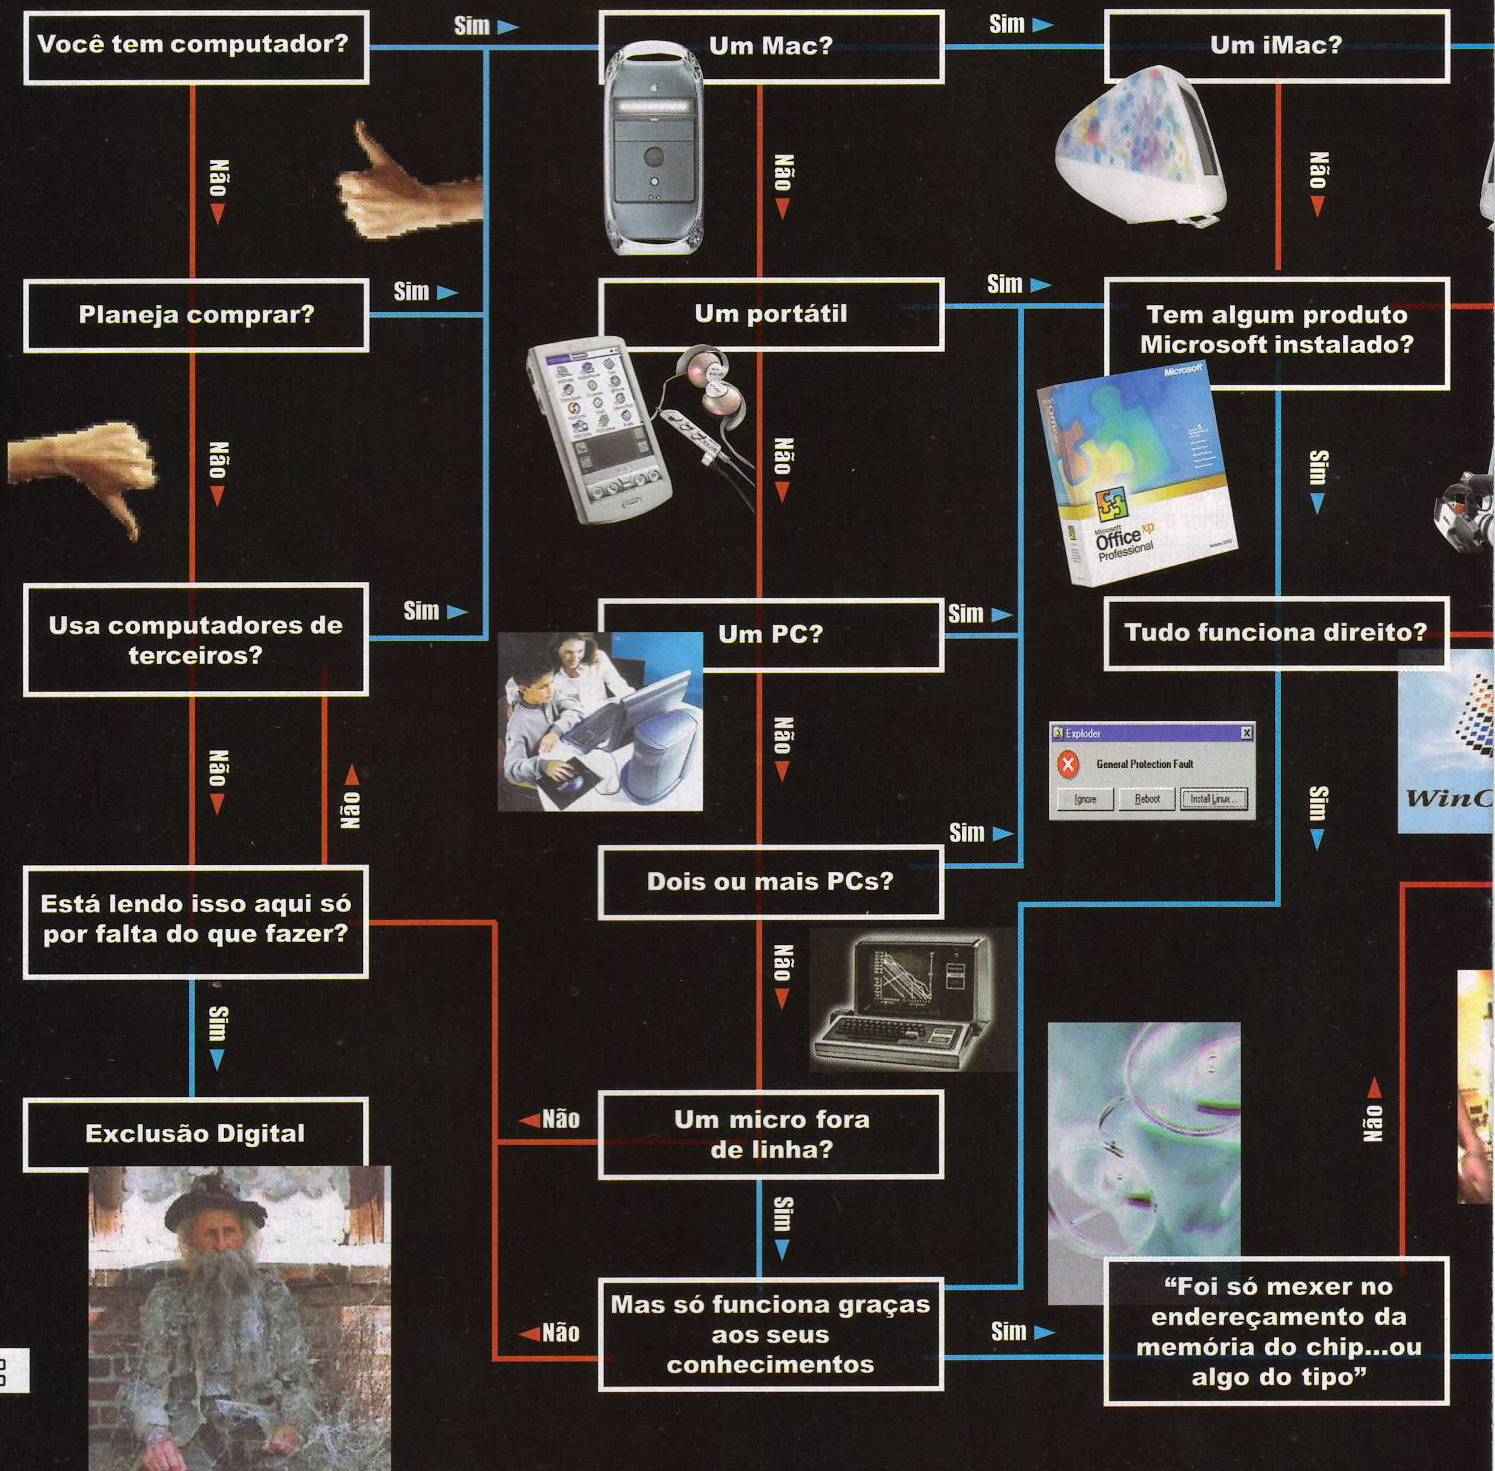 Você tem computador?
Sim
Um Mac?
Sim
Um iMac?
Não
Não
Não
Planeja comprar?
Sim
Um portátil
Sim
Tem algum produto
Microsoft instalado?
Microsoft
Não
Não
Sim
Microsoft
Office xp
Professional
Usa computadores de
terceiros?
Sim
Um PC?
Sim
Tudo funciona direito?
Não
Não
Não
Sim
Exploder
General Protection Fault
Ignore
Reboot
Install Linux...
WinC
Sim
Está lendo isso aqui só
por falta do que fazer?
Dois ou mais PCs?
Não
Sim
Exclusão Digital
Não
Um micro fora
de linha?
Não
Sim
Mas só funciona graças
aos seus
conhecimentos
Não
Sim
“Foi só mexer no
endereçamento da
memória do chip...ou
algo do tipo”